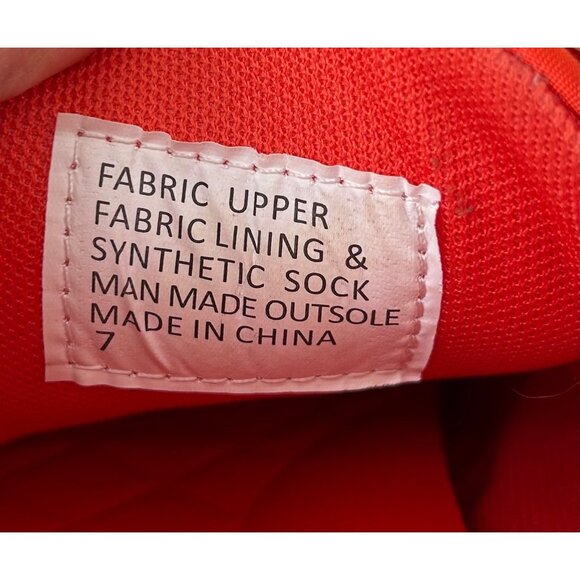 FABRIC UPPER
FABRIC LINING &
SYNTHETIC SOCK
MAN MADE OUTSOLE
MADE IN CHINA
7